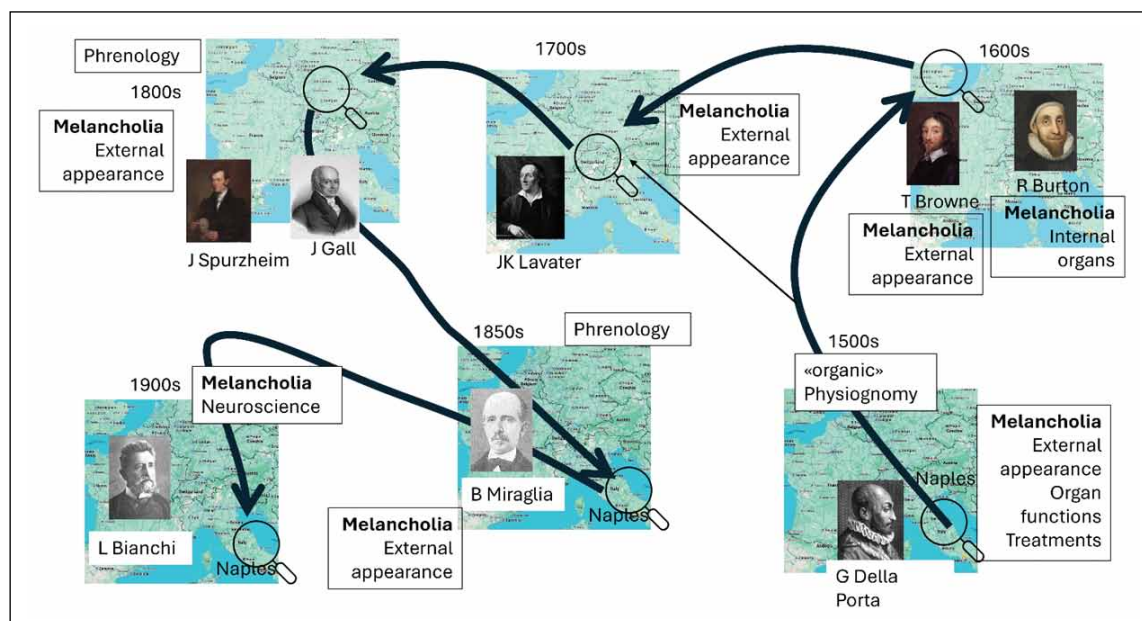 Phrenology
1800s
Melancholia
External
appearance
J Spurzheim
J Gall
1700s
JK Lavater
Melancholia
External
appearance
1600s
T Browne
R Burton
Melancholia
External
appearance
Melancholia
Internal
organs
1900s
L Bianchi
Naples
Melancholia
Neuroscience
1850s
Phrenology
B Miraglia
Naples
Melancholia
External
appearance
1500s
«organic»
Physiognomy
Naples
G Della
Porta
Melancholia
External
appearance
Organ
functions
Treatments